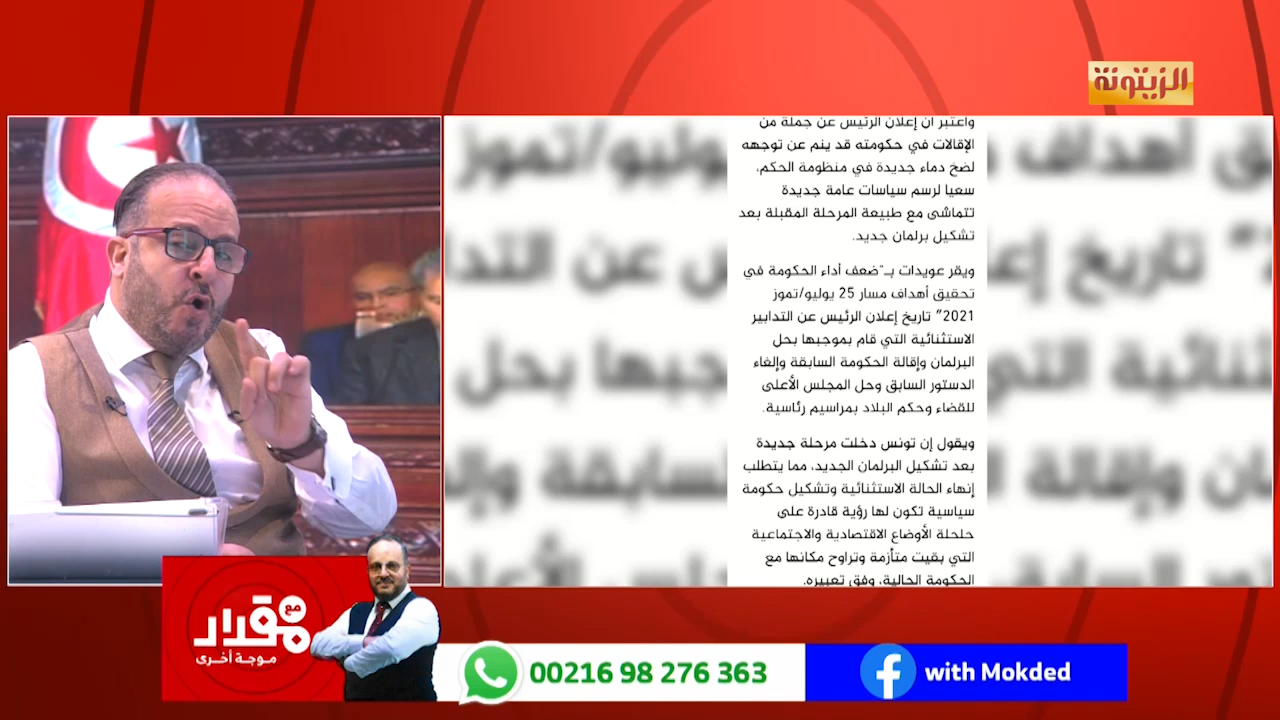 الزيتونة
واعتبر أن إعلان الرئيس عن جملة من
الإقالات في حكومته قد ينم عن توجهه
لضخ دماء جديدة في منظومة الحكم،
سعيا لرسم سياسات عامة جديدة
تتماشى مع طبيعة المرحلة المقبلة بعد
تشكيل برلمان جديد.
ويقر عويدات بـ"ضعف أداء الحكومة في
تحقيق أهداف مسار 25 يوليو/تموز
2021" تاريخ إعلان الرئيس عن التدابير
الاستثنائية التي قام بموجبها بحل
البرلمان وإقالة الحكومة السابقة وإلغاء
الدستور السابق وحل المجلس الأعلى
للقضاء وحكم البلاد بمراسيم رئاسية.
ويقول إن تونس دخلت مرحلة جديدة
بعد تشكيل البرلمان الجديد، مما يتطلب
إنهاء الحالة الاستثنائية وتشكيل حكومة
سياسية تكون لها رؤية قادرة على
حلحلة الأوضاع الاقتصادية والاجتماعية
التي بقيت متأزمة وتراوح مكانها مع
الحكومة الحالية، وفق تعبيره.
مع مقداد
موجة أخرى
00216 98 276 363
with Mokded